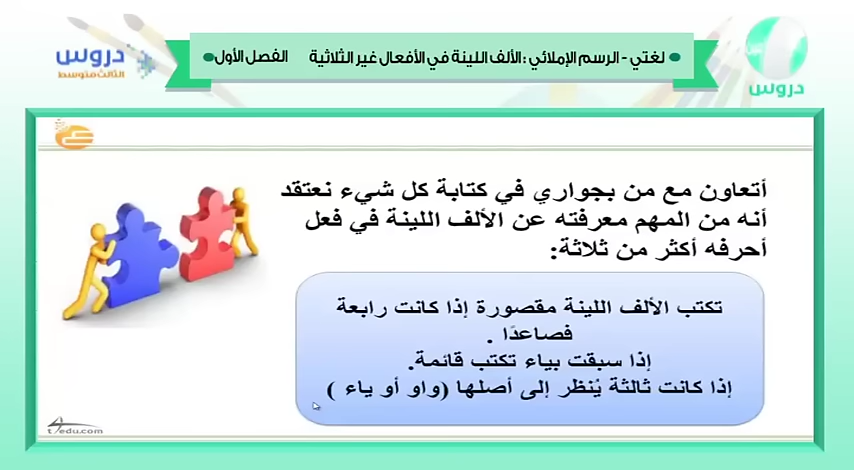 لغتي - الرسم الإملائي : الألف اللينة في الأفعال غير الثلاثية الفصل الأول
دروس
الثالث متوسط
دروس
أتعاون مع من بجواري في كتابة كل شيء نعتقد
أنه من المهم معرفته عن الألف اللينة في فعل
أحرفه أكثر من ثلاثة:
تكتب الألف اللينة مقصورة إذا كانت رابعة
فصاعدًا .
إذا سبقت بياء تكتب قائمة.
إذا كانت ثالثة يُنظر إلى أصلها (واو أو ياء )
t4edu.com